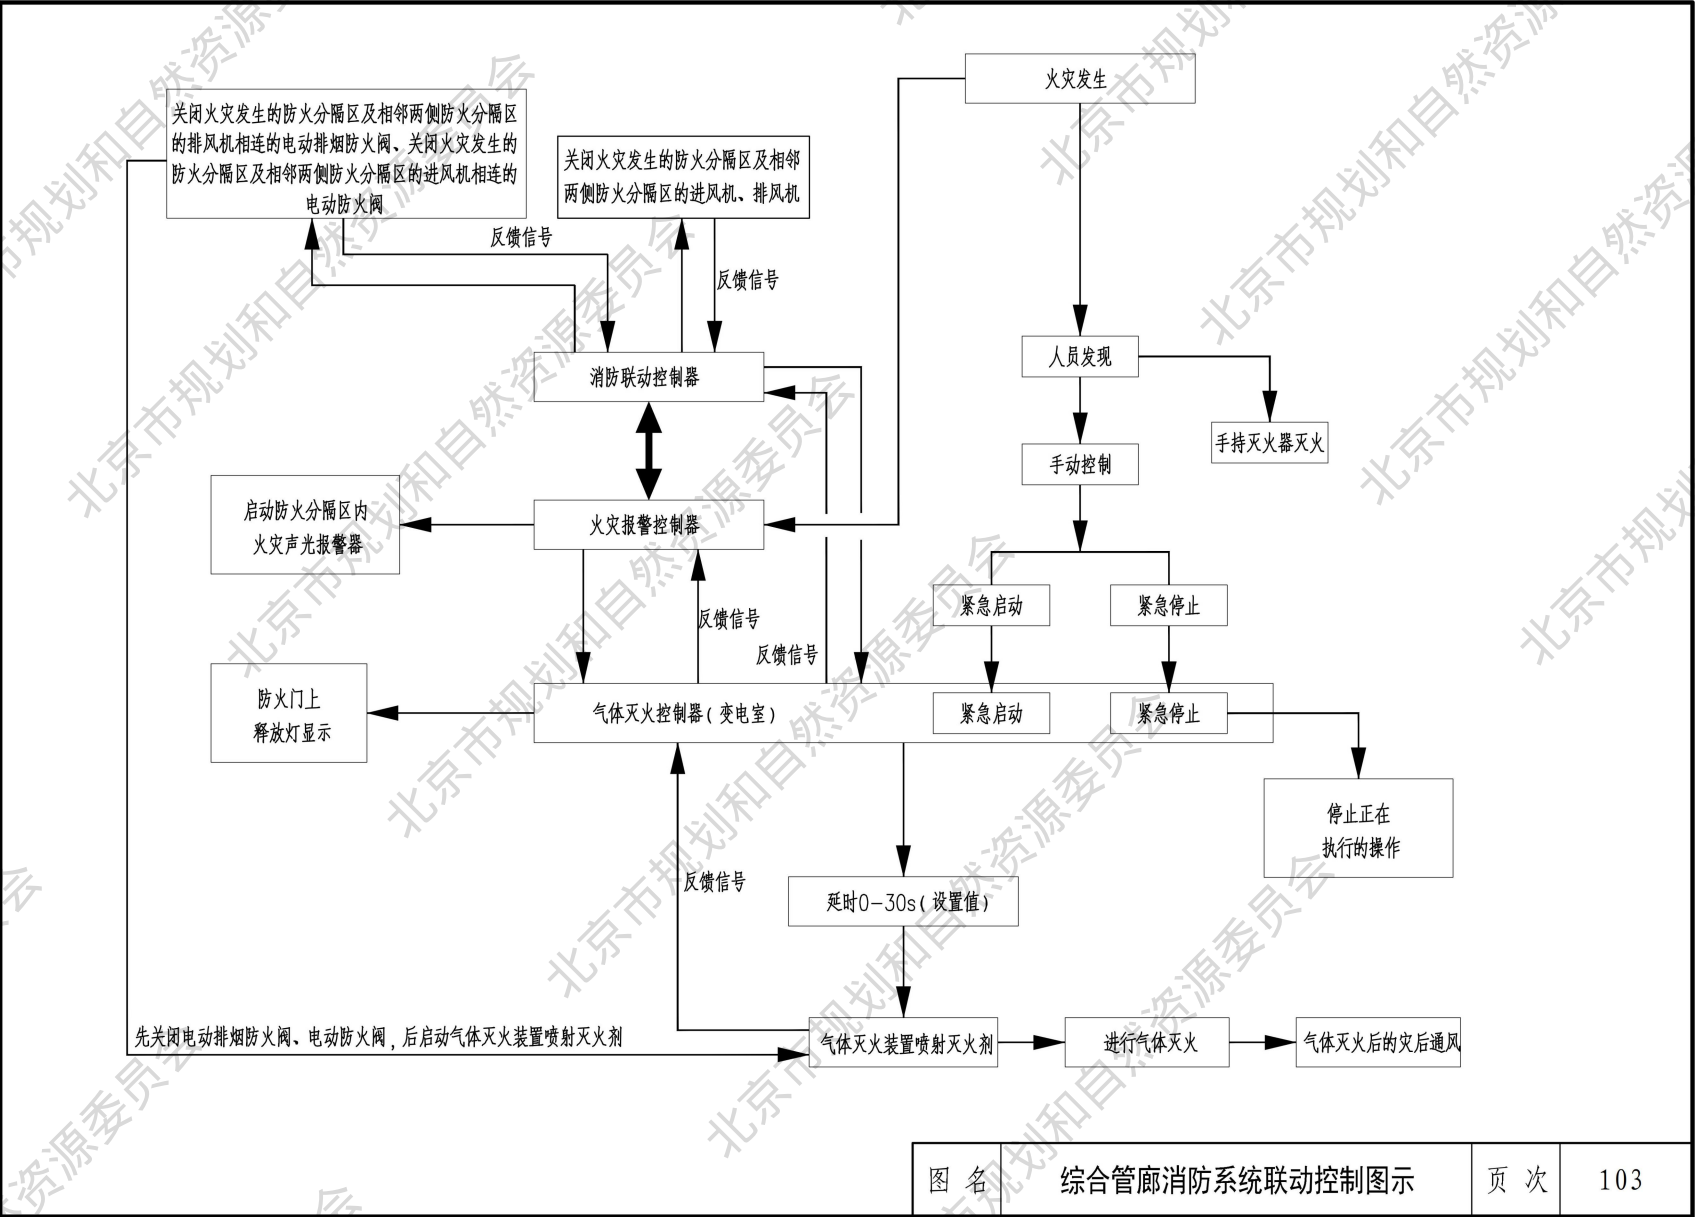 火灾发生
关闭火灾发生的防火分隔区及相邻两侧防火分隔区
的排风机相连的电动排烟防火阀、关闭火灾发生的
防火分隔区及相邻两侧防火分隔区的进风机相连的
电动防火阀
关闭火灾发生的防火分隔区及相邻
两侧防火分隔区的进风机、排风机
反馈信号
反馈信号
人员发现
消防联动控制器
手持灭火器灭火
手动控制
启动防火分隔区内
火灾声光报警器
火灾报警控制器
紧急启动
紧急停止
反馈信号
反馈信号
防火门上
释放灯显示
气体灭火控制器(变电室)
紧急启动
紧急停止
停止正在
执行的操作
反馈信号
延时0-30s(设置值)
先关闭电动排烟防火阀、电动防火阀,后启动气体灭火装置喷射灭火剂
气体灭火装置喷射灭火剂
进行气体灭火
气体灭火后的灾后通风
图 名
综合管廊消防系统联动控制图示
页 次
103
北京市规划和自然资源委员会